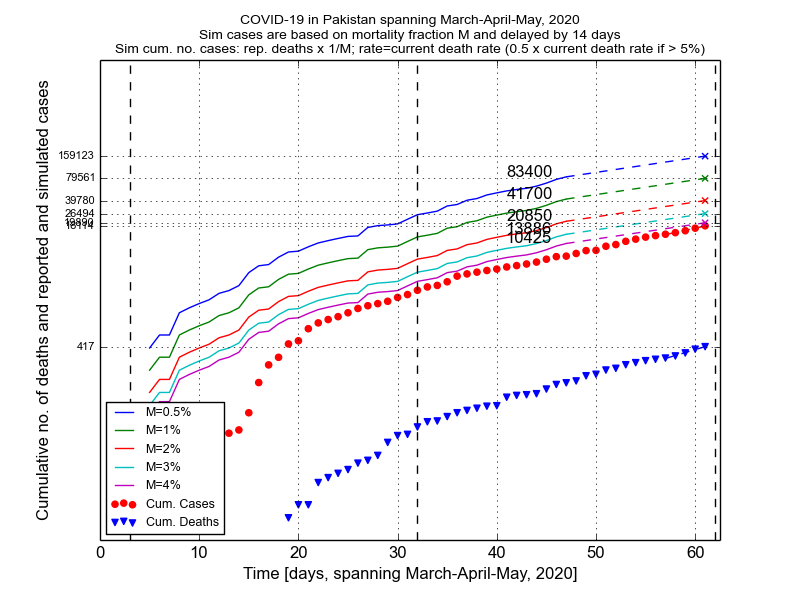 COVID-19 in Pakistan spanning March-April-May, 2020
Sim cases are based on mortality fraction M and delayed by 14 days
Sim cum. no. cases: rep. deaths x 1/M; rate=current death rate (0.5 x current death rate if > 5%)
Cumulative no. of deaths and reported and simulated cases
159123
79561
39780
26494
417
83400
41700
20850
13886
10425
M=0.5%
M=1%
M=2%
M=3%
M=4%
Cum. Cases
Cum. Deaths
0 10 20 30 40 50 60
Time [days, spanning March-April-May, 2020]